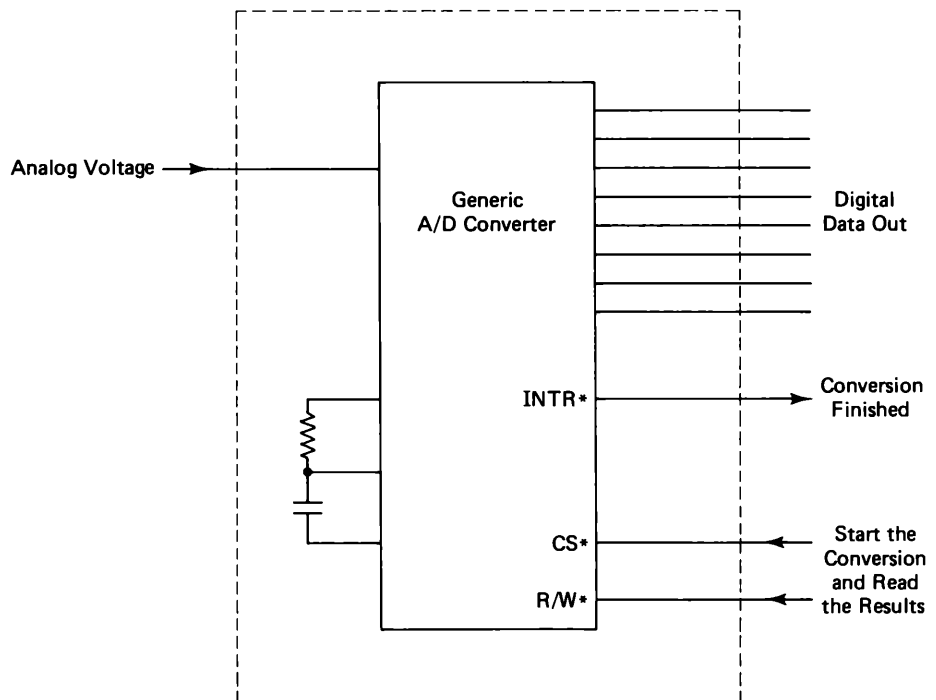 Analog Voltage
Generic
A/D Converter
Digital
Data Out
INTR*
Conversion
Finished
CS*
R/W*
Start the
Conversion
and Read
the Results